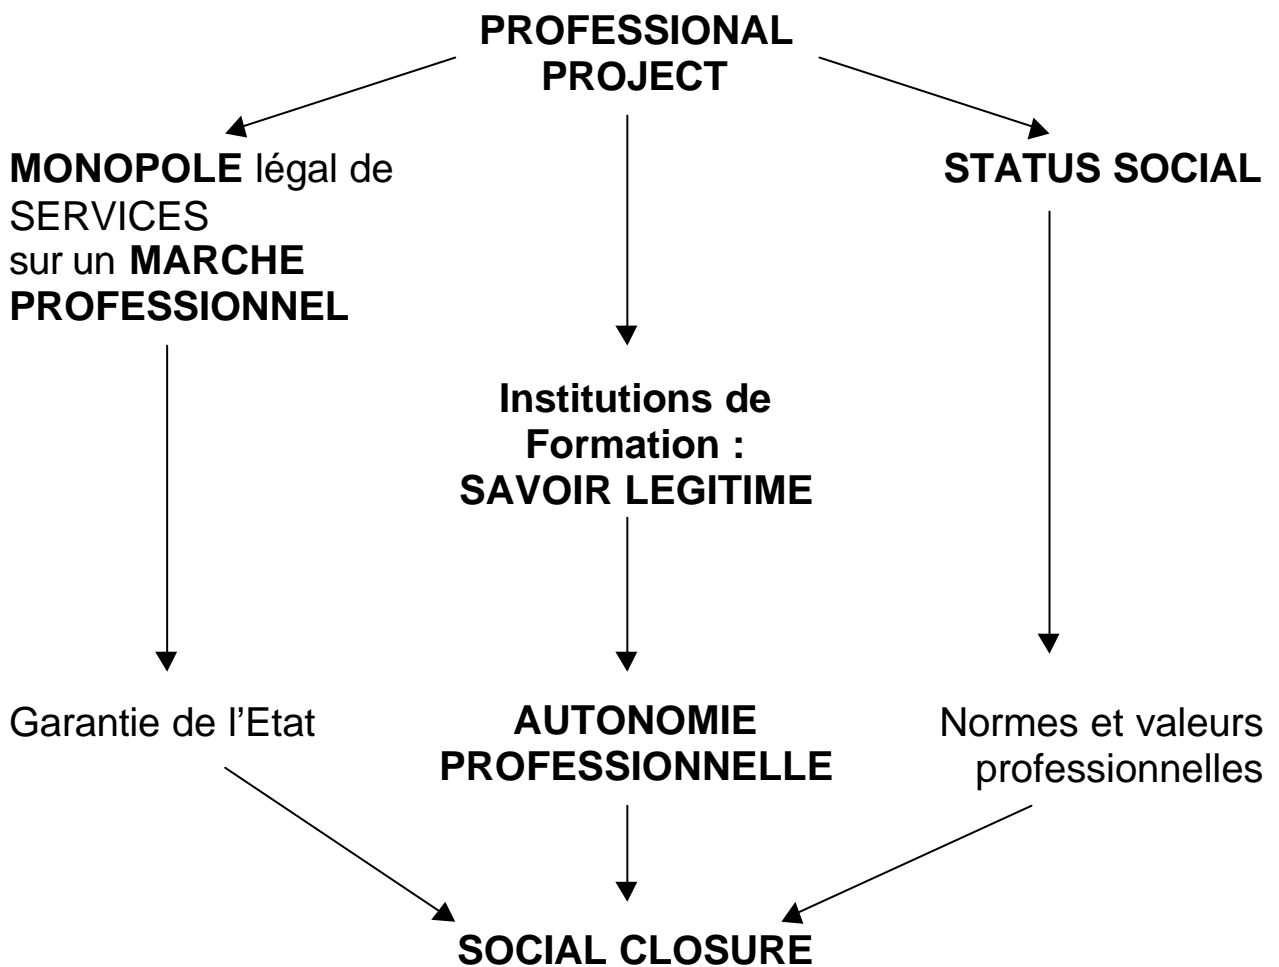 PROFESSIONAL
PROJECT
MONOPOLE légal de
SERVICES
sur un MARCHE
PROFESSIONNEL
STATUS SOCIAL
Institutions de
Formation :
SAVOIR LEGITIME
Garantie de l’Etat
AUTONOMIE
PROFESSIONNELLE
Normes et valeurs
professionnelles
SOCIAL CLOSURE